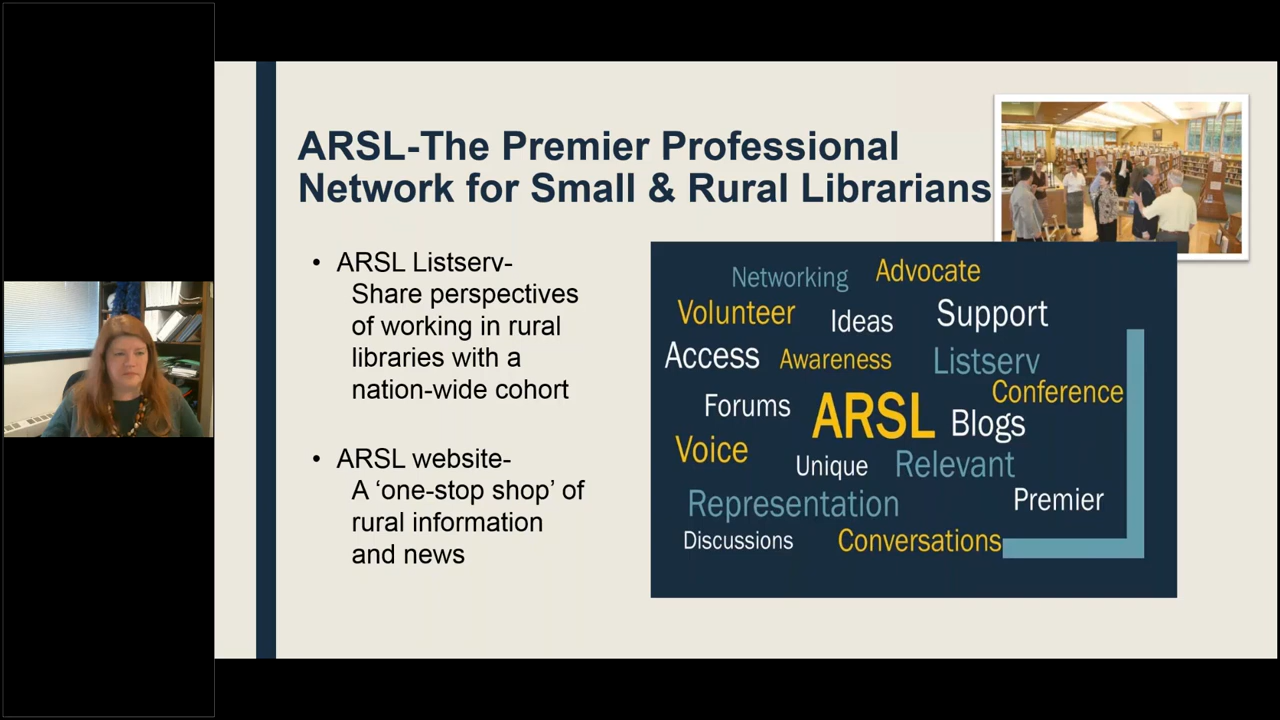 ARSL-The Premier Professional
Network for Small & Rural Librarians
• ARSL Listserv-
Share perspectives
of working in rural
libraries with a
nation-wide cohort
• ARSL website-
A ‘one-stop shop’ of
rural information
and news
Networking Advocate
Volunteer Ideas Support
Access Awareness Listserv
Conference
Forums ARSL Blogs
Voice Unique Relevant
Representation Premier
Discussions Conversations